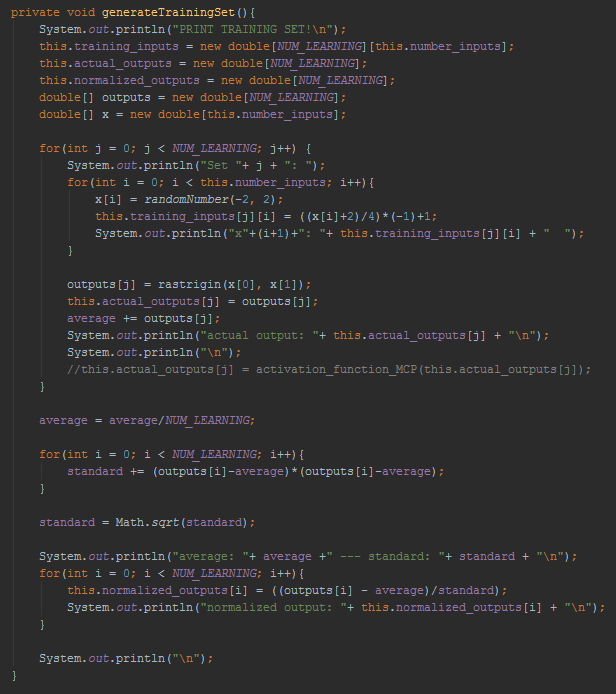 private void generateTrainingSet(){
    System.out.println("PRINT TRAINING SET!\n");
    this.training_inputs = new double[NUM_LEARNING][this.number_inputs];
    this.actual_outputs = new double[NUM_LEARNING];
    this.normalized_outputs = new double[NUM_LEARNING];
    double[] outputs = new double[NUM_LEARNING];
    double[] x = new double[this.number_inputs];

    for(int j = 0; j < NUM_LEARNING; j++) {
        System.out.println("Set "+ j + ": ");
        for(int i = 0; i < this.number_inputs; i++){
            x[i] = randomNumber(-2, 2);
            this.training_inputs[j][i] = ((x[i]+2)/4)*(-1)+1;
            System.out.println("x"+(i+1)+": "+ this.training_inputs[j][i] + "  ");
        }

        outputs[j] = rastrigin(x[0], x[1]);
        this.actual_outputs[j] = outputs[j];
        average += outputs[j];
        System.out.println("actual output: "+ this.actual_outputs[j] + "\n");
        System.out.println("\n");
        //this.actual_outputs[j] = activation_function_MCP(this.actual_outputs[j]);
    }

    average = average/NUM_LEARNING;

    for(int i = 0; i < NUM_LEARNING; i++){
        standard += (outputs[i]-average)*(outputs[i]-average);
    }

    standard = Math.sqrt(standard);

    System.out.println("average: "+ average +" --- standard: "+ standard + "\n");
    for(int i = 0; i < NUM_LEARNING; i++){
        this.normalized_outputs[i] = ((outputs[i] - average)/standard);
        System.out.println("normalized output: "+ this.normalized_outputs[i] + "\n");
    }

    System.out.println("\n");
}